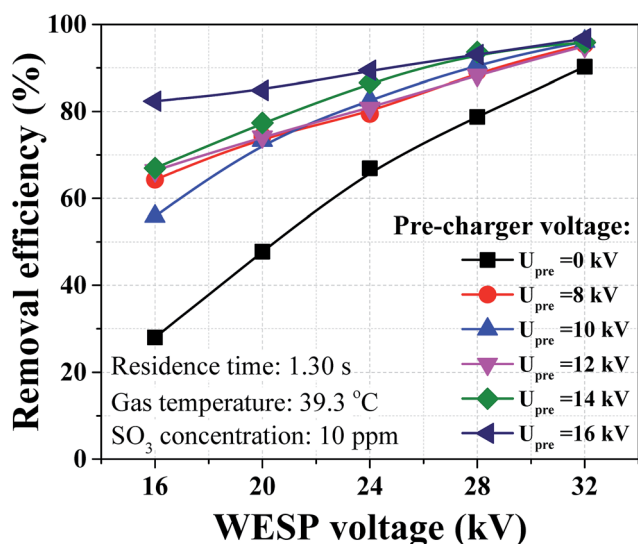 Removal efficiency (%)
100
80
60
40
20
0
Pre-charger voltage:
U_pre =0 kV
U_pre =8 kV
U_pre =10 kV
U_pre =12 kV
U_pre =14 kV
U_pre =16 kV
Residence time: 1.30 s
Gas temperature: 39.3 °C
SO₃ concentration: 10 ppm
16 20 24 28 32
WESP voltage (kV)